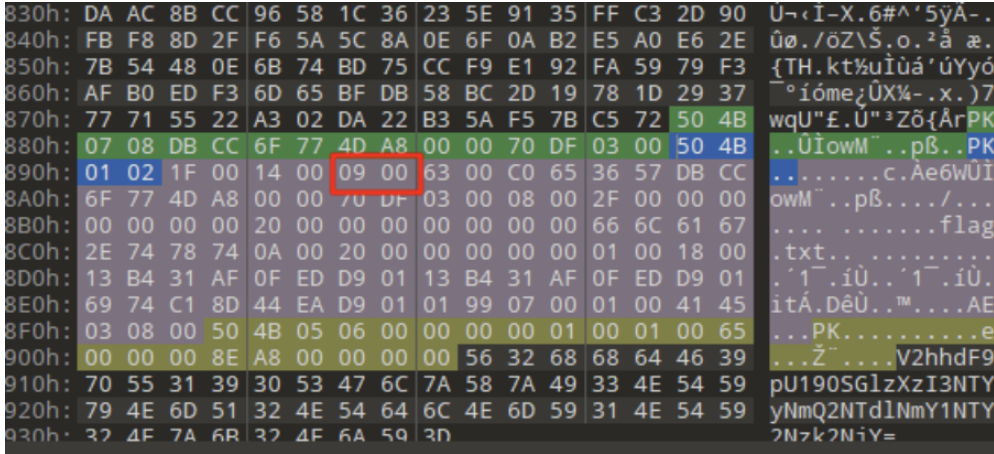 830h: DA AC 8B CC 96 58 1C 36 23 5E 91 35 FF C3 2D 90 Ú¬‹Ì–X.6#^‘5ÿÃ-.
840h: FB F8 8D 2F F6 5A 5C 8A 0E 6F 0A B2 E5 A0 E6 2E ûø./öZ\Š.o.²å æ.
850h: 7B 54 48 0E 6B 74 BD 75 CC F9 E1 92 FA 59 79 F3 {TH.kt½uÌùá’úYyó
860h: AF B0 ED F3 6D 65 BF DB 58 BC 2D 19 78 1D 29 37 ¯°íóme¿ÛX¼-.x.)7
870h: 77 71 55 22 A3 02 DA 22 B3 5A F5 7B C5 72 50 4B wqU"£.Ú"³Zõ{ÅrPK
880h: 07 08 DB CC 6F 77 4D A8 00 00 70 DF 03 00 50 4B ..ÛÌowM¨..pß..PK
890h: 01 02 1F 00 14 00 09 00 63 00 C0 65 36 57 DB CC ........c.Àe6WÛÌ
8A0h: 6F 77 4D A8 00 00 70 DF 03 00 08 00 2F 00 00 00 owM¨..pß..../...
8B0h: 00 00 00 00 20 00 00 00 00 00 00 00 66 6C 61 67 .... .......flag
8C0h: 2E 74 78 74 0A 00 20 00 00 00 00 00 01 00 18 00 .txt.. .........
8D0h: 13 B4 31 AF 0F ED D9 01 13 B4 31 AF 0F ED D9 01 .´1¯.íÙ..´1¯.íÙ.
8E0h: 69 74 C1 8D 44 EA D9 01 01 99 07 00 01 00 41 45 itÁ.DêÙ..™....AE
8F0h: 03 08 00 50 4B 05 06 00 00 00 00 01 00 01 00 65 ...PK..........e
900h: 00 00 00 8E A8 00 00 00 00 00 56 32 68 68 64 46 39 ...Ž¨.....V2hhdF9
910h: 70 55 31 39 30 53 47 6C 7A 58 7A 49 33 4E 54 59 pU190SGlzXzI3NTY
920h: 79 4E 6D 51 32 4E 54 64 6C 4E 6D 59 31 4E 54 59 yNmQ2NTdlNmY1NTY
930h: 32 4E 7A 6B 32 4E 6A 59 3D 2Nzk2NjY=